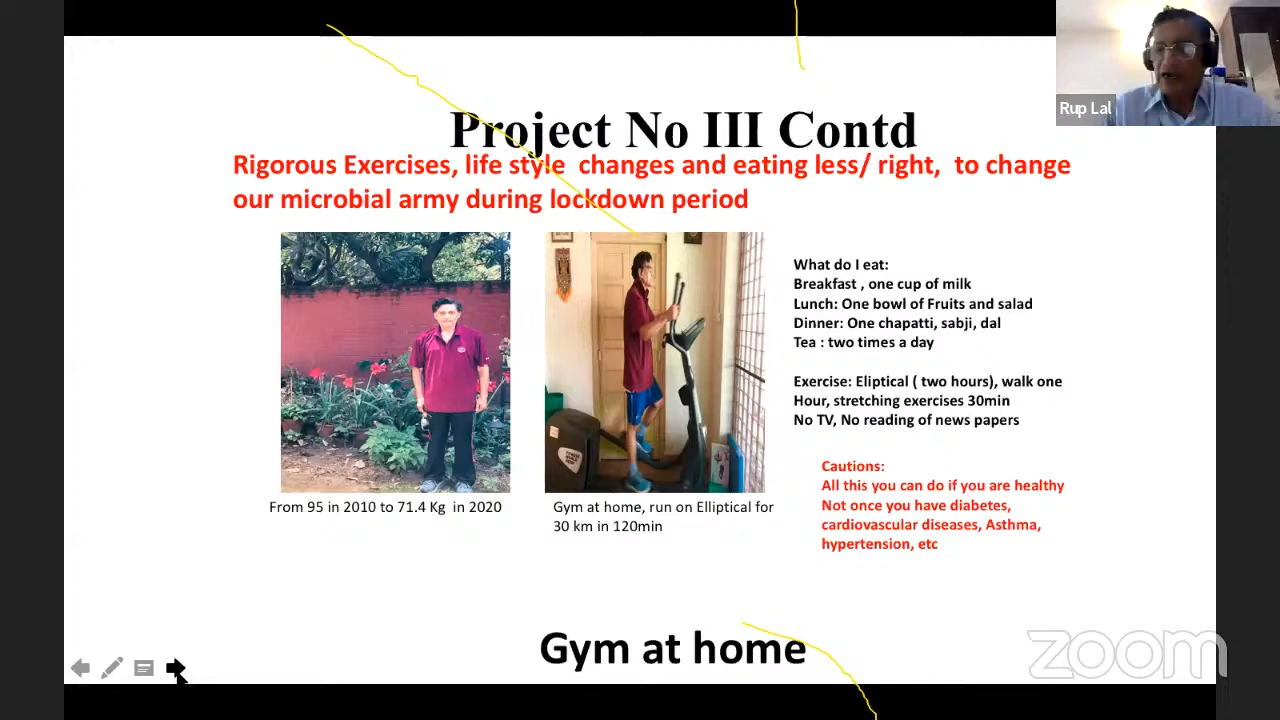 Rup Lal
Project No III Contd
Rigorous Exercises, life style changes and eating less/ right, to change
our microbial army during lockdown period
What do I eat:
Breakfast , one cup of milk
Lunch: One bowl of Fruits and salad
Dinner: One chapatti, sabji, dal
Tea : two times a day
Exercise: Eliptical ( two hours), walk one
Hour, stretching exercises 30min
No TV, No reading of news papers
Cautions:
All this you can do if you are healthy
Not once you have diabetes,
cardiovascular diseases, Asthma,
hypertension, etc
From 95 in 2010 to 71.4 Kg in 2020
Gym at home, run on Elliptical for
30 km in 120min
Gym at home
zoom